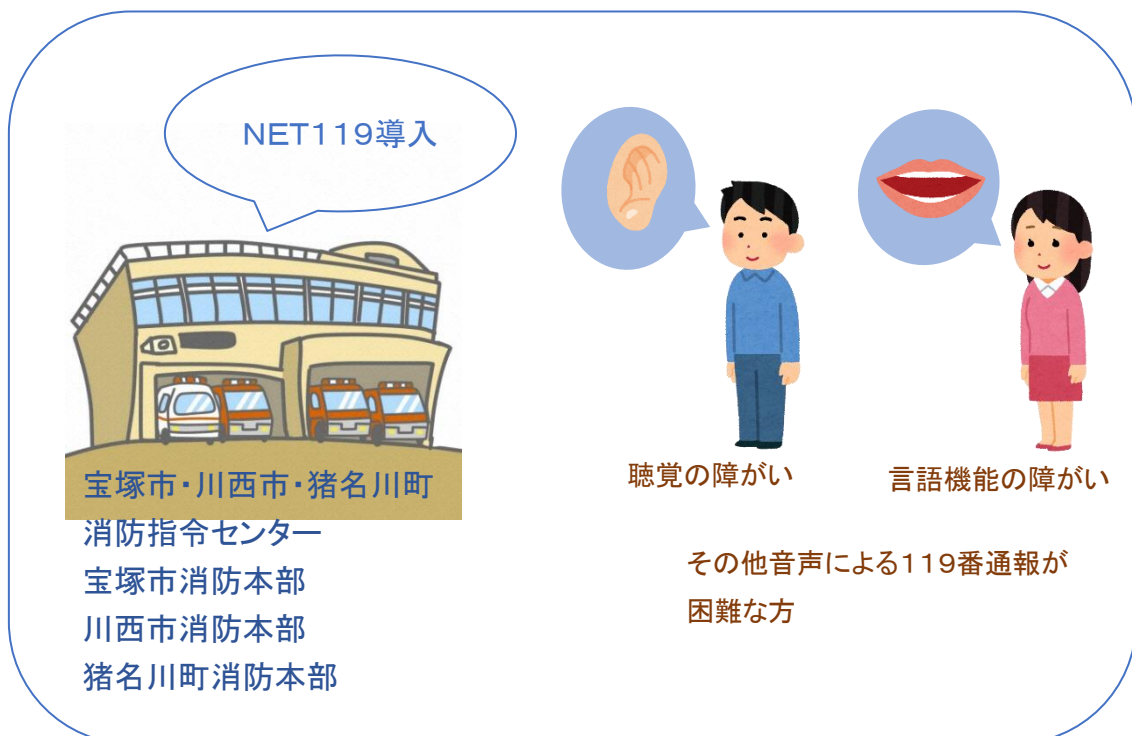 NET119導入
宝塚市・川西市・猪名川町
消防指令センター
宝塚市消防本部
川西市消防本部
猪名川町消防本部
聴覚の障がい
言語機能の障がい
その他音声による119番通報が
困難な方